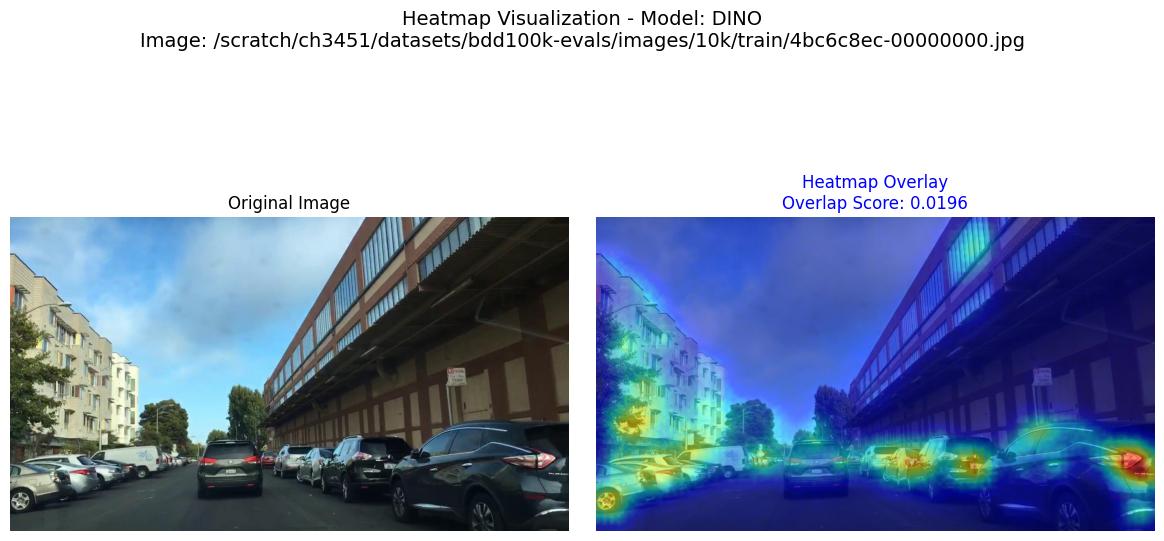 Heatmap Visualization - Model: DINO
Image: /scratch/ch3451/datasets/bdd100k-evals/images/10k/train/4bc6c8ec-00000000.jpg
Original Image
Heatmap Overlay
Overlap Score: 0.0196